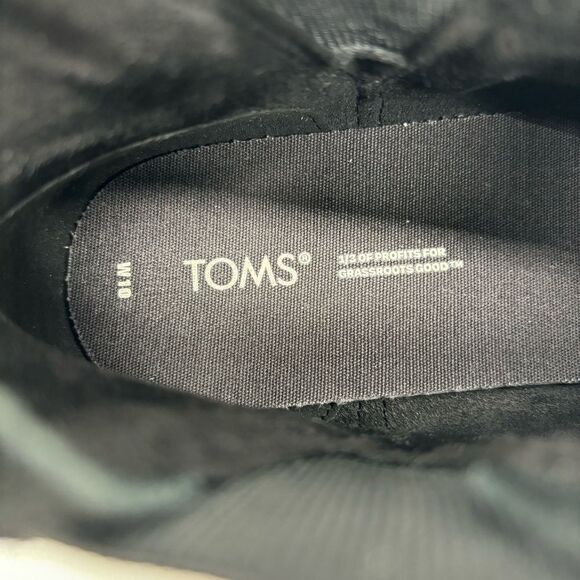 W10
TOMS®
1/3 OF PROFITS FOR
GRASSROOTS GOOD™